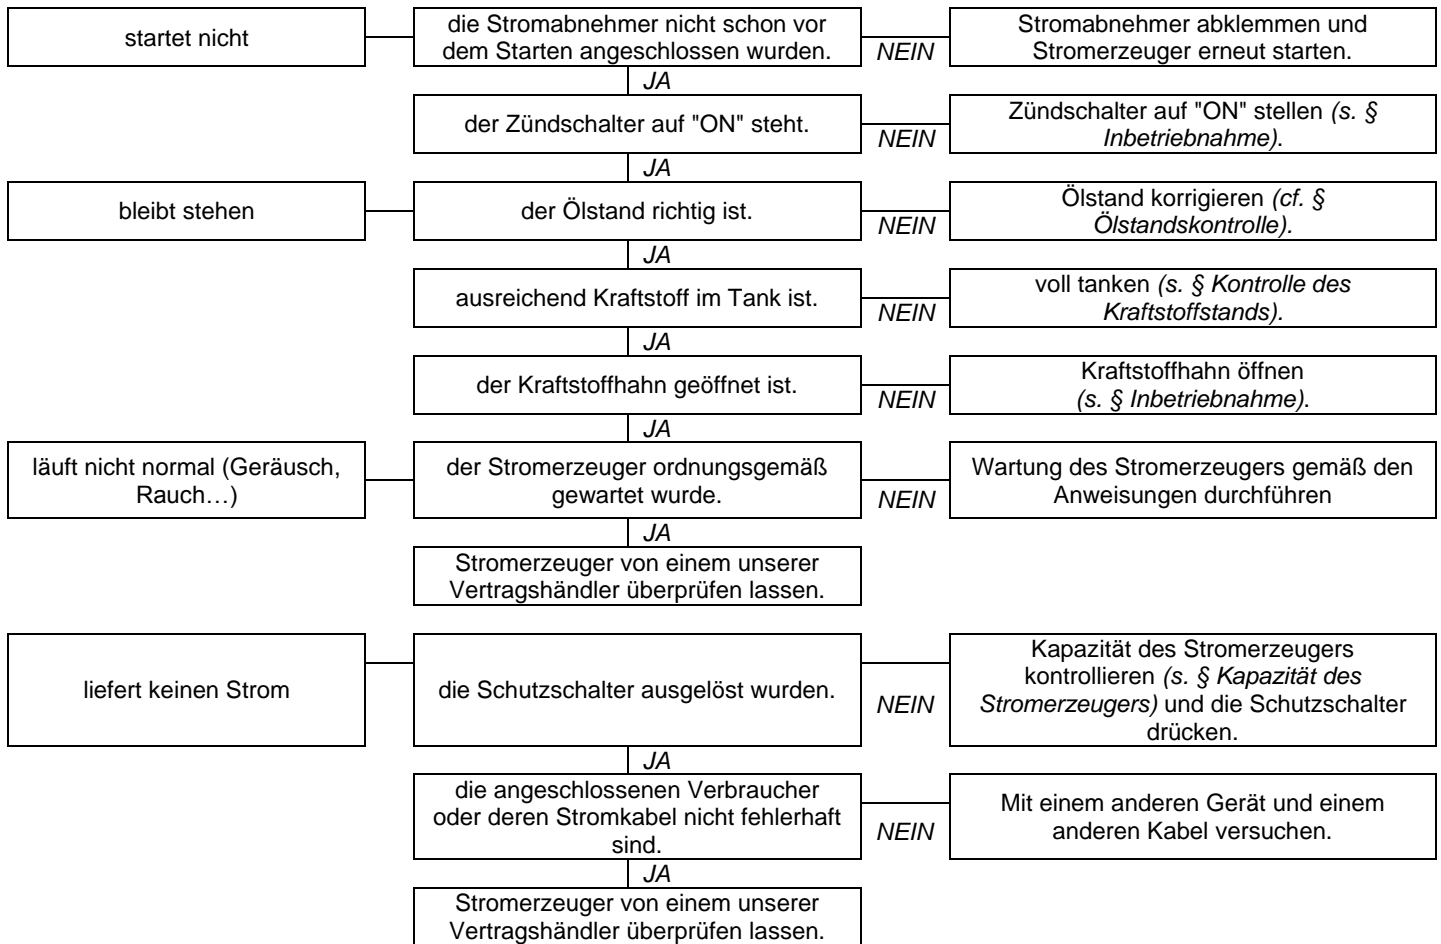 startet nicht
die Stromabnehmer nicht schon vor
dem Starten angeschlossen wurden.
NEIN
Stromabnehmer abklemmen und
Stromerzeuger erneut starten.
JA
der Zündschalter auf "ON" steht.
NEIN
Zündschalter auf "ON" stellen (s. §
Inbetriebnahme).
JA
bleibt stehen
der Ölstand richtig ist.
NEIN
Ölstand korrigieren (cf. §
Ölstandskontrolle).
JA
ausreichend Kraftstoff im Tank ist.
NEIN
voll tanken (s. § Kontrolle des
Kraftstoffstands).
JA
der Kraftstoffhahn geöffnet ist.
NEIN
Kraftstoffhahn öffnen
(s. § Inbetriebnahme).
JA
läuft nicht normal (Geräusch,
Rauch…)
der Stromerzeuger ordnungsgemäß
gewartet wurde.
NEIN
Wartung des Stromerzeugers gemäß den
Anweisungen durchführen
JA
Stromerzeuger von einem unserer
Vertragshändler überprüfen lassen.
liefert keinen Strom
die Schutzschalter ausgelöst wurden.
NEIN
Kapazität des Stromerzeugers
kontrollieren (s. § Kapazität des
Stromerzeugers) und die Schutzschalter
drücken.
JA
die angeschlossenen Verbraucher
oder deren Stromkabel nicht fehlerhaft
sind.
NEIN
Mit einem anderen Gerät und einem
anderen Kabel versuchen.
JA
Stromerzeuger von einem unserer
Vertragshändler überprüfen lassen.